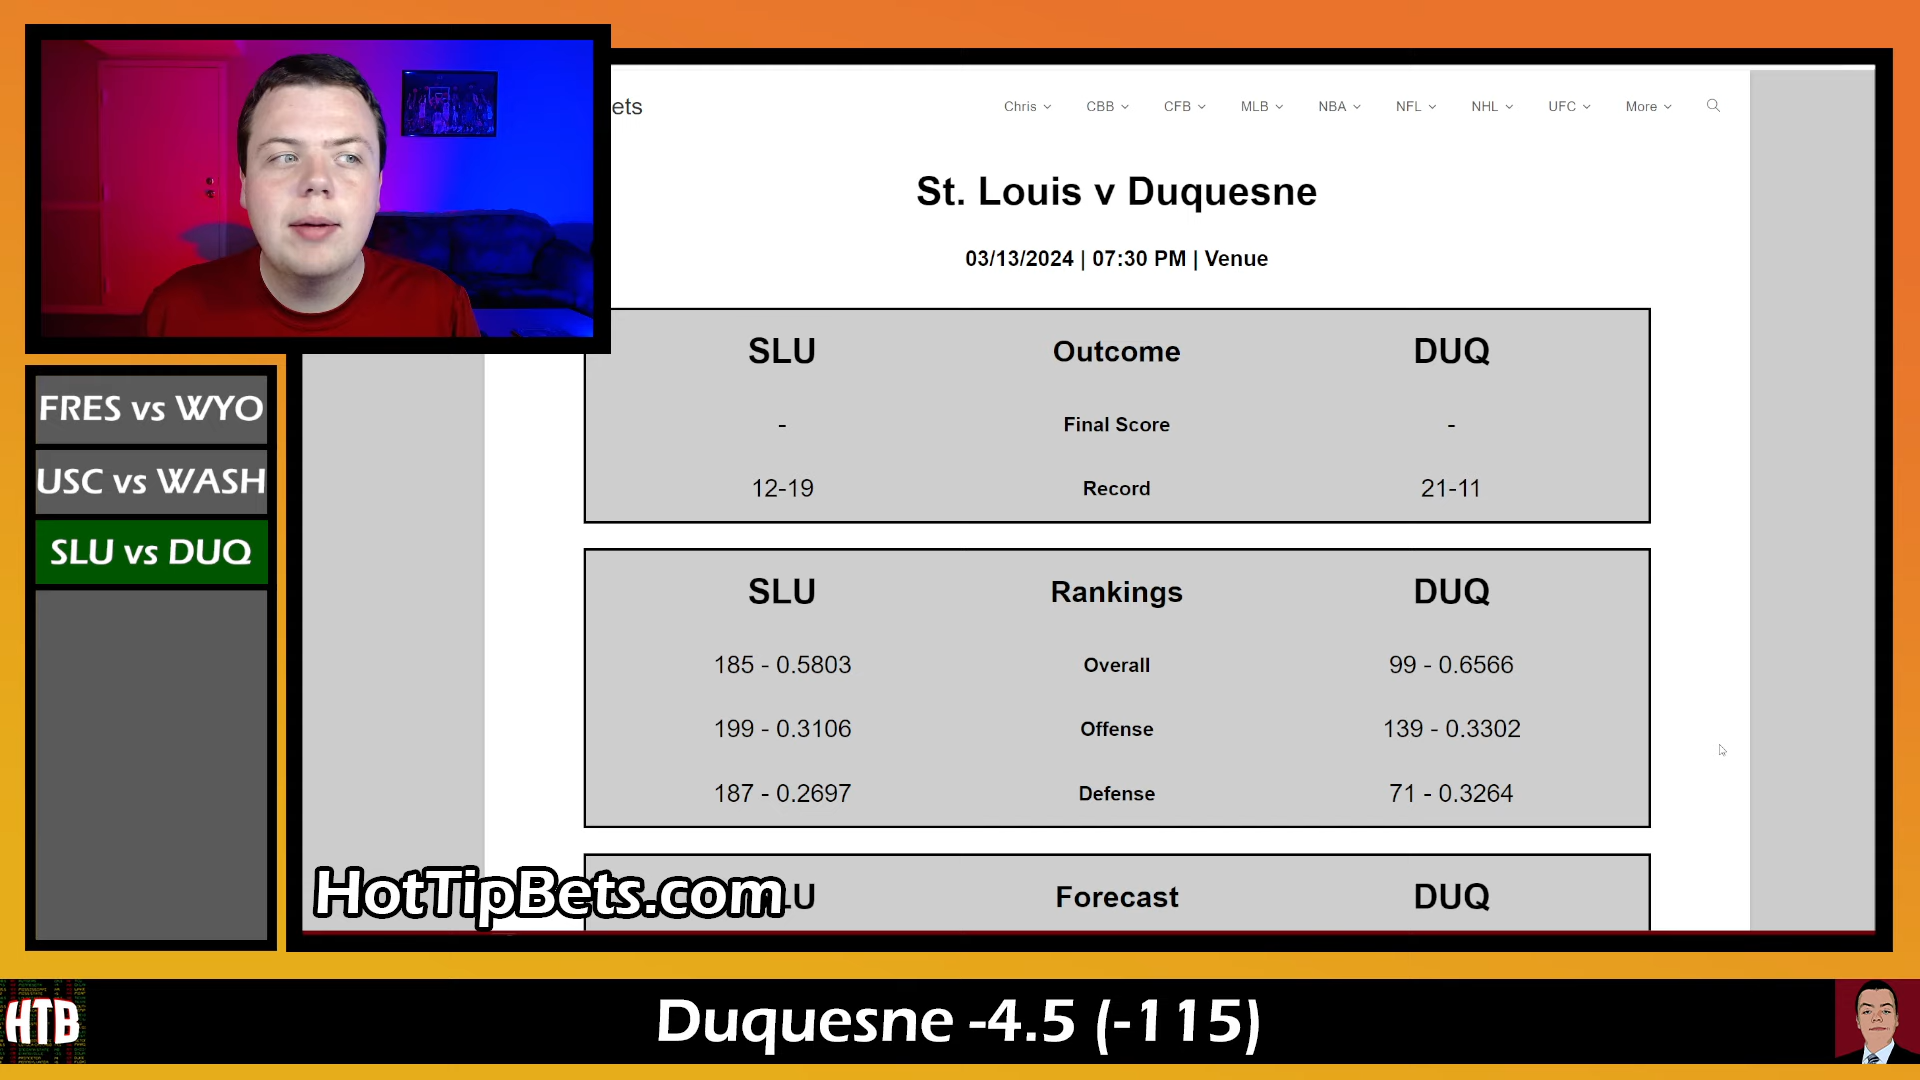 ets
Chris CBB CFB MLB NBA NFL NHL UFC More
St. Louis v Duquesne
03/13/2024 | 07:30 PM | Venue
SLU Outcome DUQ
- Final Score -
12-19 Record 21-11
SLU Rankings DUQ
185 - 0.5803 Overall 99 - 0.6566
199 - 0.3106 Offense 139 - 0.3302
187 - 0.2697 Defense 71 - 0.3264
LU Forecast DUQ
FRES vs WYO
USC vs WASH
SLU vs DUQ
HotTipBets.com
HTB
Duquesne -4.5 (-115)